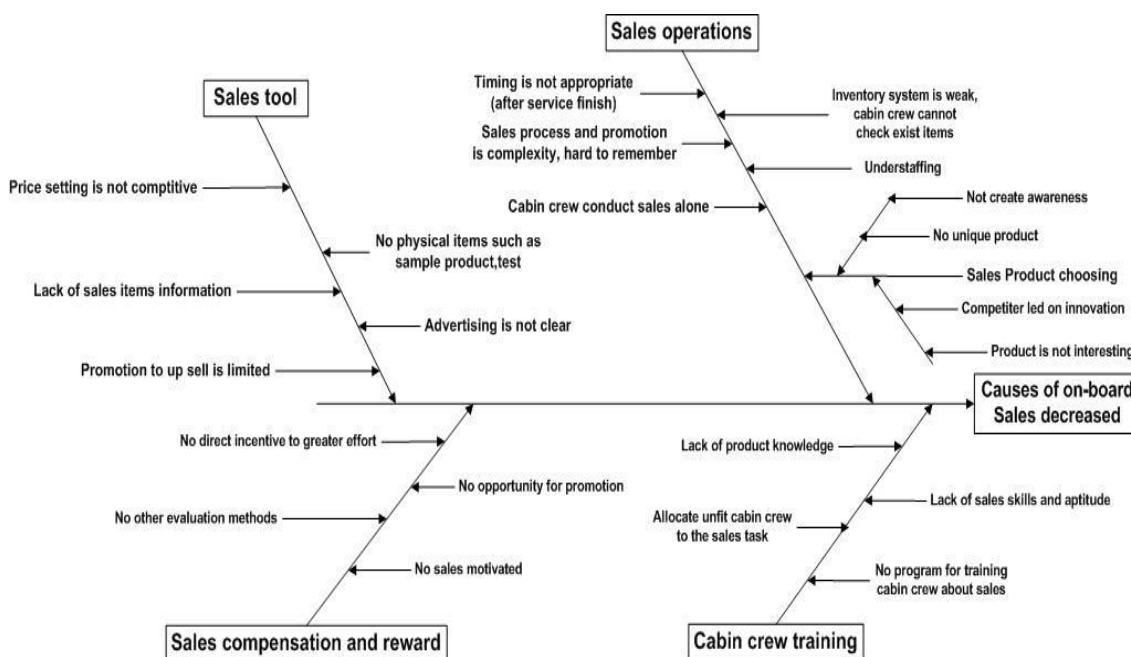 Sales operations
Sales tool
Timing is not appropriate
(after service finish)
Inventory system is weak,
cabin crew cannot
check exist items
Sales process and promotion
is complexity, hard to remember
Understaffing
Price setting is not comptitive
Cabin crew conduct sales alone
Not create awareness
No unique product
No physical items such as
sample product,test
Sales Product choosing
Lack of sales items information
Competiter led on innovation
Advertising is not clear
Product is not interesting
Promotion to up sell is limited
Causes of on-board
Sales decreased
No direct incentive to greater effort
Lack of product knowledge
No opportunity for promotion
Lack of sales skills and aptitude
No other evaluation methods
Allocate unfit cabin crew
to the sales task
No sales motivated
No program for training
cabin crew about sales
Sales compensation and reward
Cabin crew training